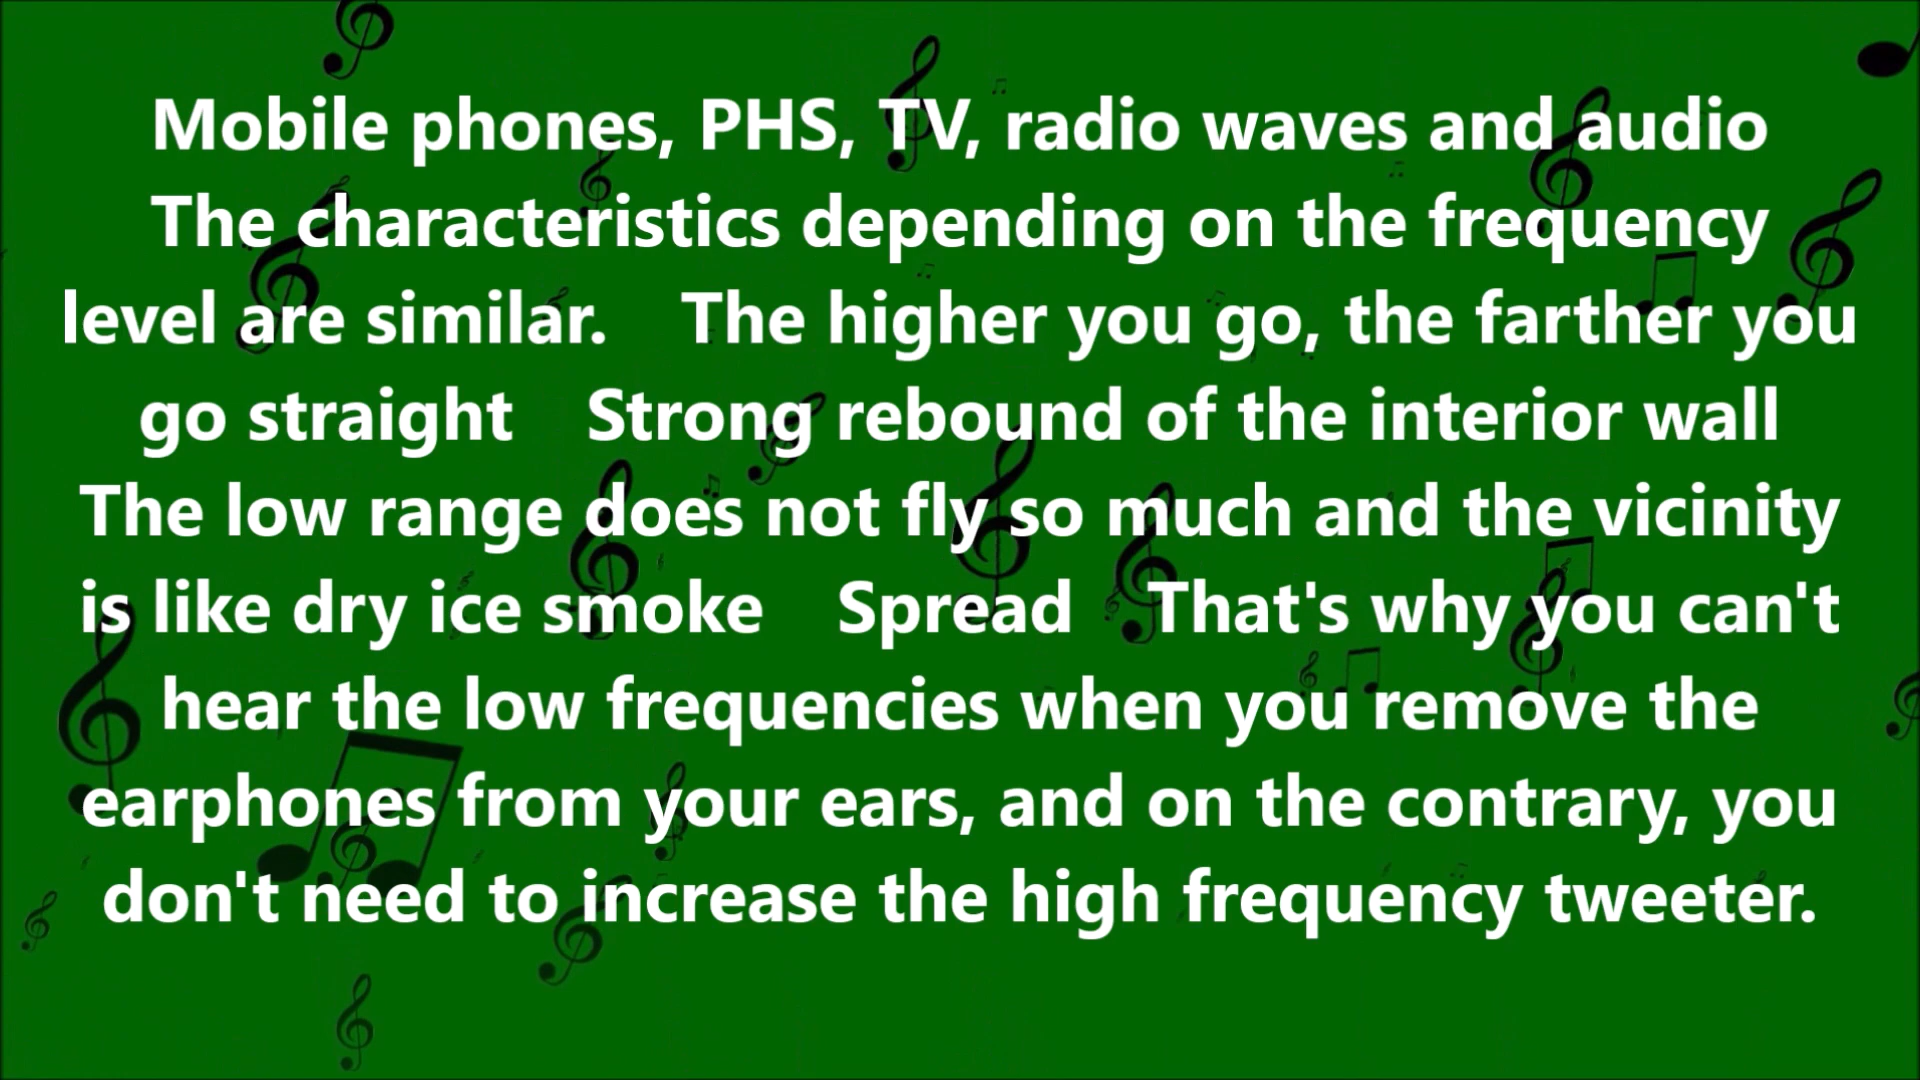 Mobile phones, PHS, TV, radio waves and audio
The characteristics depending on the frequency
level are similar.    The higher you go, the farther you
go straight    Strong rebound of the interior wall
The low range does not fly so much and the vicinity
is like dry ice smoke    Spread    That's why you can't
hear the low frequencies when you remove the
earphones from your ears, and on the contrary, you
don't need to increase the high frequency tweeter.